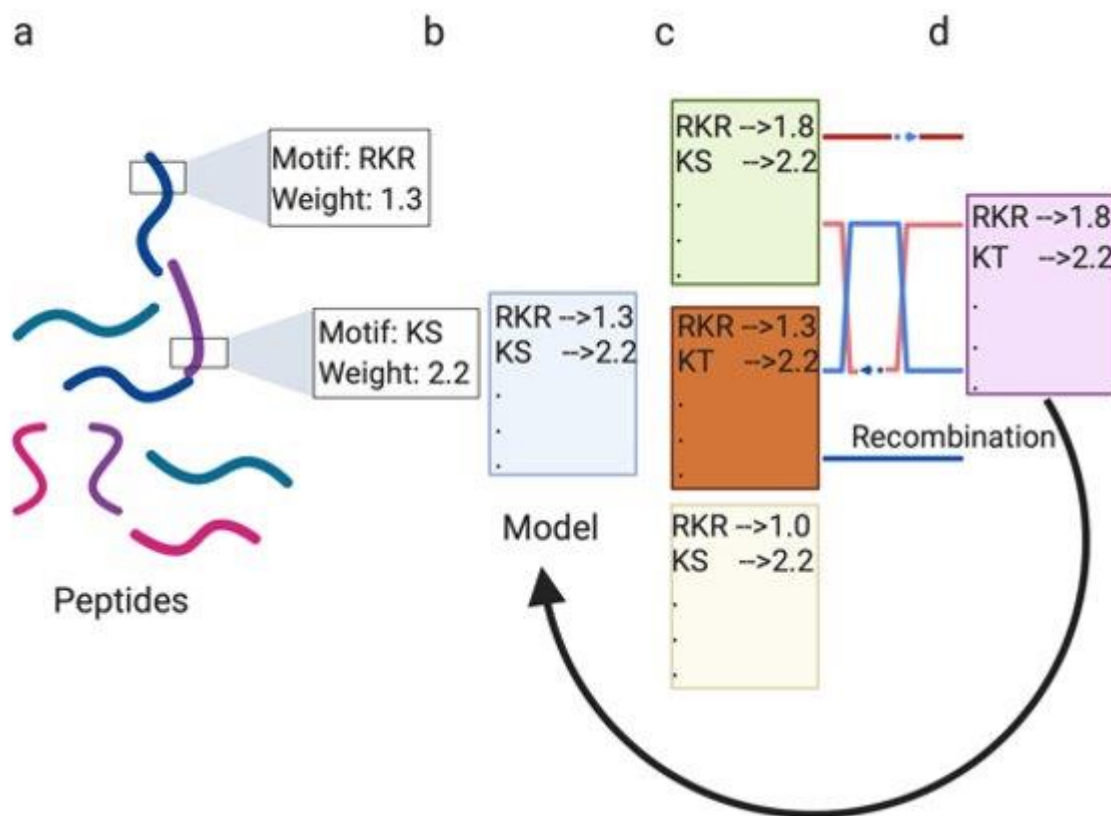 a
b
c
d
Motif: RKR
Weight: 1.3
Motif: KS
Weight: 2.2
Peptides
RKR -->1.3
KS -->2.2
Model
RKR -->1.8
KS -->2.2
RKR -->1.3
KT -->2.2
RKR -->1.0
KS -->2.2
Recombination
RKR -->1.8
KT -->2.2